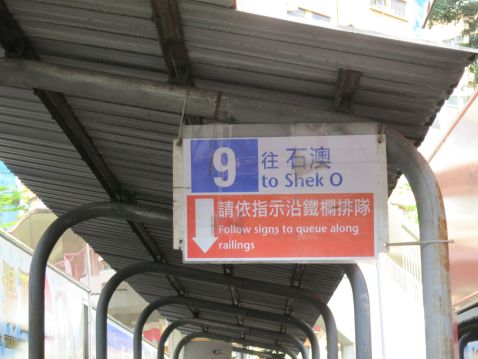 9 往 石澳
to Shek O
請依指示沿鐵欄排隊
Follow signs to queue along
railings